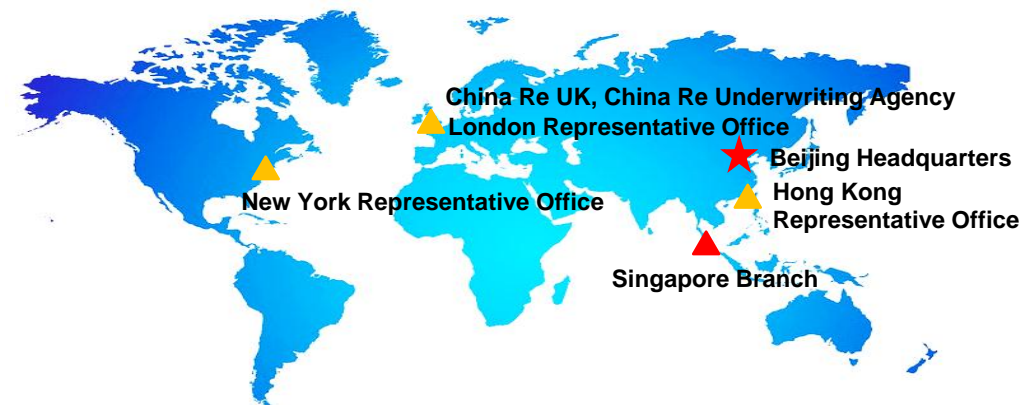 China Re UK, China Re Underwriting Agency
London Representative Office
Beijing Headquarters
New York Representative Office
Hong Kong
Representative Office
Singapore Branch